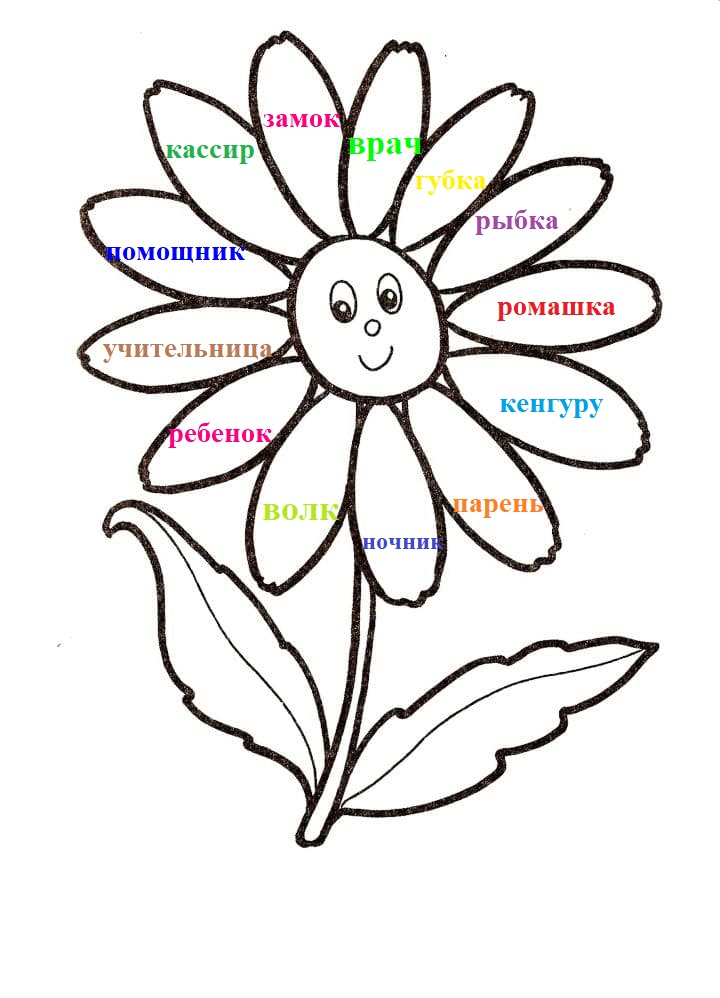 замок
врач
кассир
губка
рыбка
помощник
ромашка
учительница
кенгуру
ребенок
парень
волк
ночник